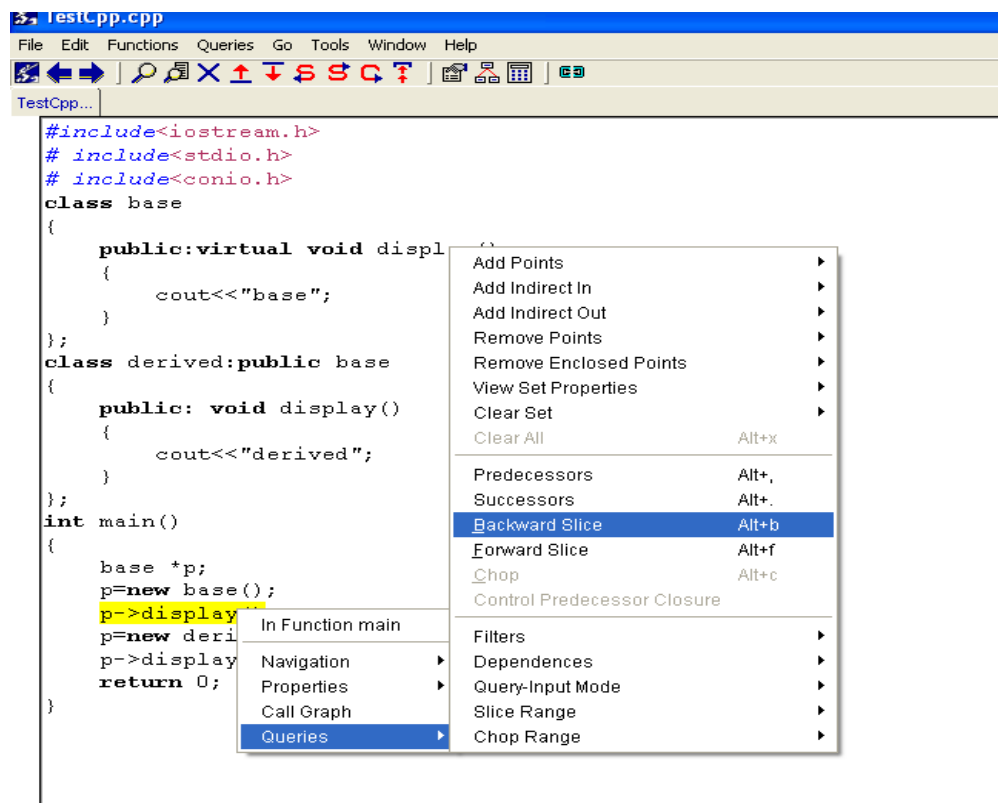 TestCpp.cpp
File Edit Functions Queries Go Tools Window Help
TestCpp...
#include<iostream.h>
# include<stdio.h>
# include<conio.h>
class base
{
public:virtual void displ
{
cout<<"base";
}
};
class derived:public base
{
public: void display()
{
cout<<"derived";
}
};
int main()
{
base *p;
p=new base();
p->display
p=new deri
p->display
return 0;
}
In Function main
Navigation
Properties
Call Graph
Queries
Add Points
Add Indirect In
Add Indirect Out
Remove Points
Remove Enclosed Points
View Set Properties
Clear Set
Clear All Alt+x
Predecessors Alt+,
Successors Alt+.
Backward Slice Alt+b
Forward Slice Alt+f
Chop Alt+c
Control Predecessor Closure
Filters
Dependences
Query-Input Mode
Slice Range
Chop Range